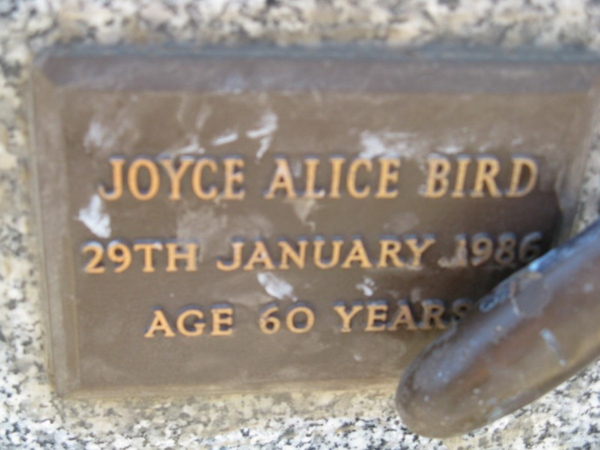 JOYCE ALICE BIRD
29TH JANUARY 1986
AGE 60 YEARS